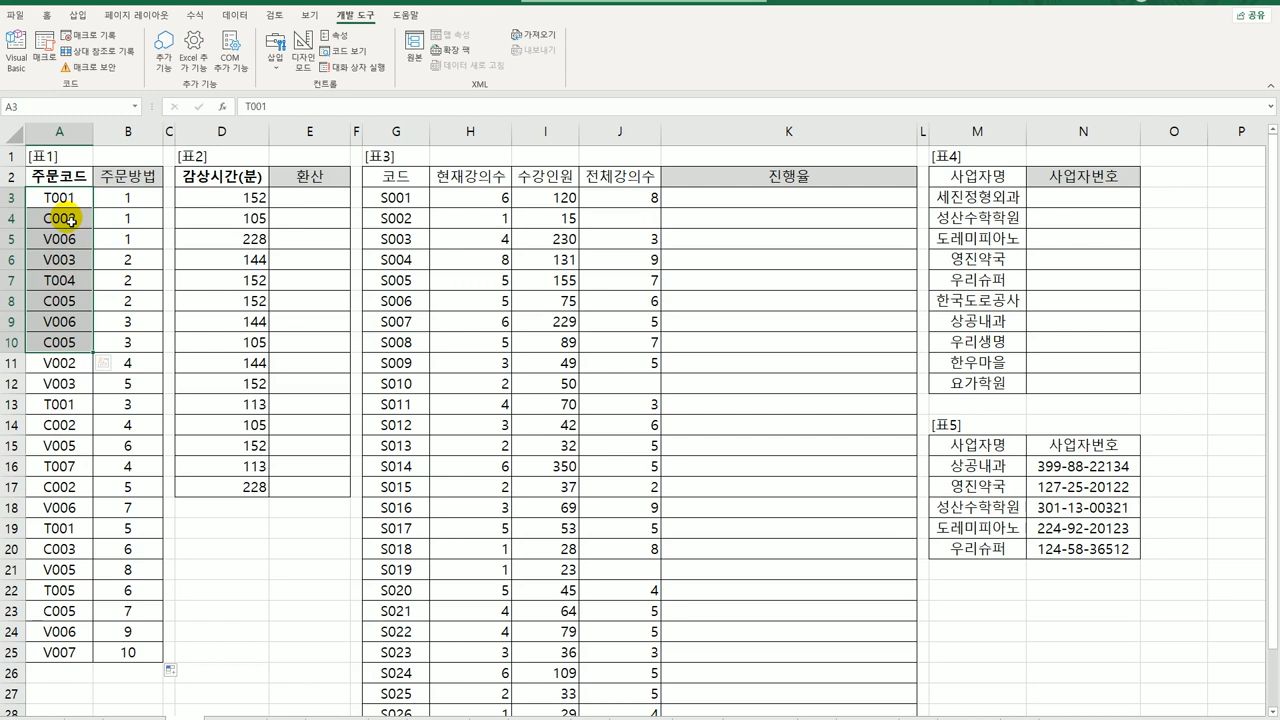 파일 홈 삽입 페이지 레이아웃 수식 데이터 검토 보기 개발 도구 도움말 공유
Visual Basic
매크로
매크로 기록
상대 참조로 기록
매크로 보안
코드
추가 기능
Excel 추가 기능
COM 추가 기능
추가 기능
삽입
디자인 모드
속성
코드 보기
대화 상자 실행
컨트롤
원본
맵 속성
확장 팩
데이터 새로 고침
가져오기
내보내기
XML
A3 fx T001
A B C D E F G H I J K L M N O P
1 [표1] [표2] [표3] [표4]
2 주문코드 주문방법 감상시간(분) 환산 코드 현재강의수 수강인원 전체강의수 진행율 사업자명 사업자번호
3 T001 1 152 S001 6 120 8 세진정형외과
4 C003 1 105 S002 1 15 성산수학학원
5 V006 1 228 S003 4 230 3 도레미피아노
6 V003 2 144 S004 8 131 9 영진약국
7 T004 2 152 S005 5 155 7 우리슈퍼
8 C005 2 152 S006 5 75 6 한국도로공사
9 V006 3 144 S007 6 229 5 상공내과
10 C005 3 105 S008 5 89 7 우리생명
11 V002 4 144 S009 3 49 5 한우마을
12 V003 5 152 S010 2 50 요가학원
13 T001 3 113 S011 4 70 3
14 C002 4 105 S012 3 42 6 [표5]
15 V005 6 152 S013 2 32 5 사업자명 사업자번호
16 T007 4 113 S014 6 350 5 상공내과 399-88-22134
17 C002 5 228 S015 2 37 2 영진약국 127-25-20122
18 V006 7 S016 3 69 9 성산수학학원 301-13-00321
19 T001 5 S017 5 53 5 도레미피아노 224-92-20123
20 C003 6 S018 1 28 8 우리슈퍼 124-58-36512
21 V005 8 S019 1 23
22 T005 6 S020 5 45 4
23 C005 7 S021 4 64 5
24 V006 9 S022 4 79 5
25 V007 10 S023 3 36 3
26 S024 6 109 5
27 S025 2 33 5
28 S026 1 29 4